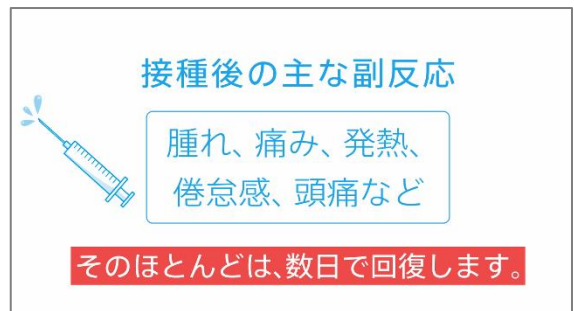 接種後の主な副反応
腫れ、痛み、発熱、
倦怠感、頭痛など
そのほとんどは、数日で回復します。